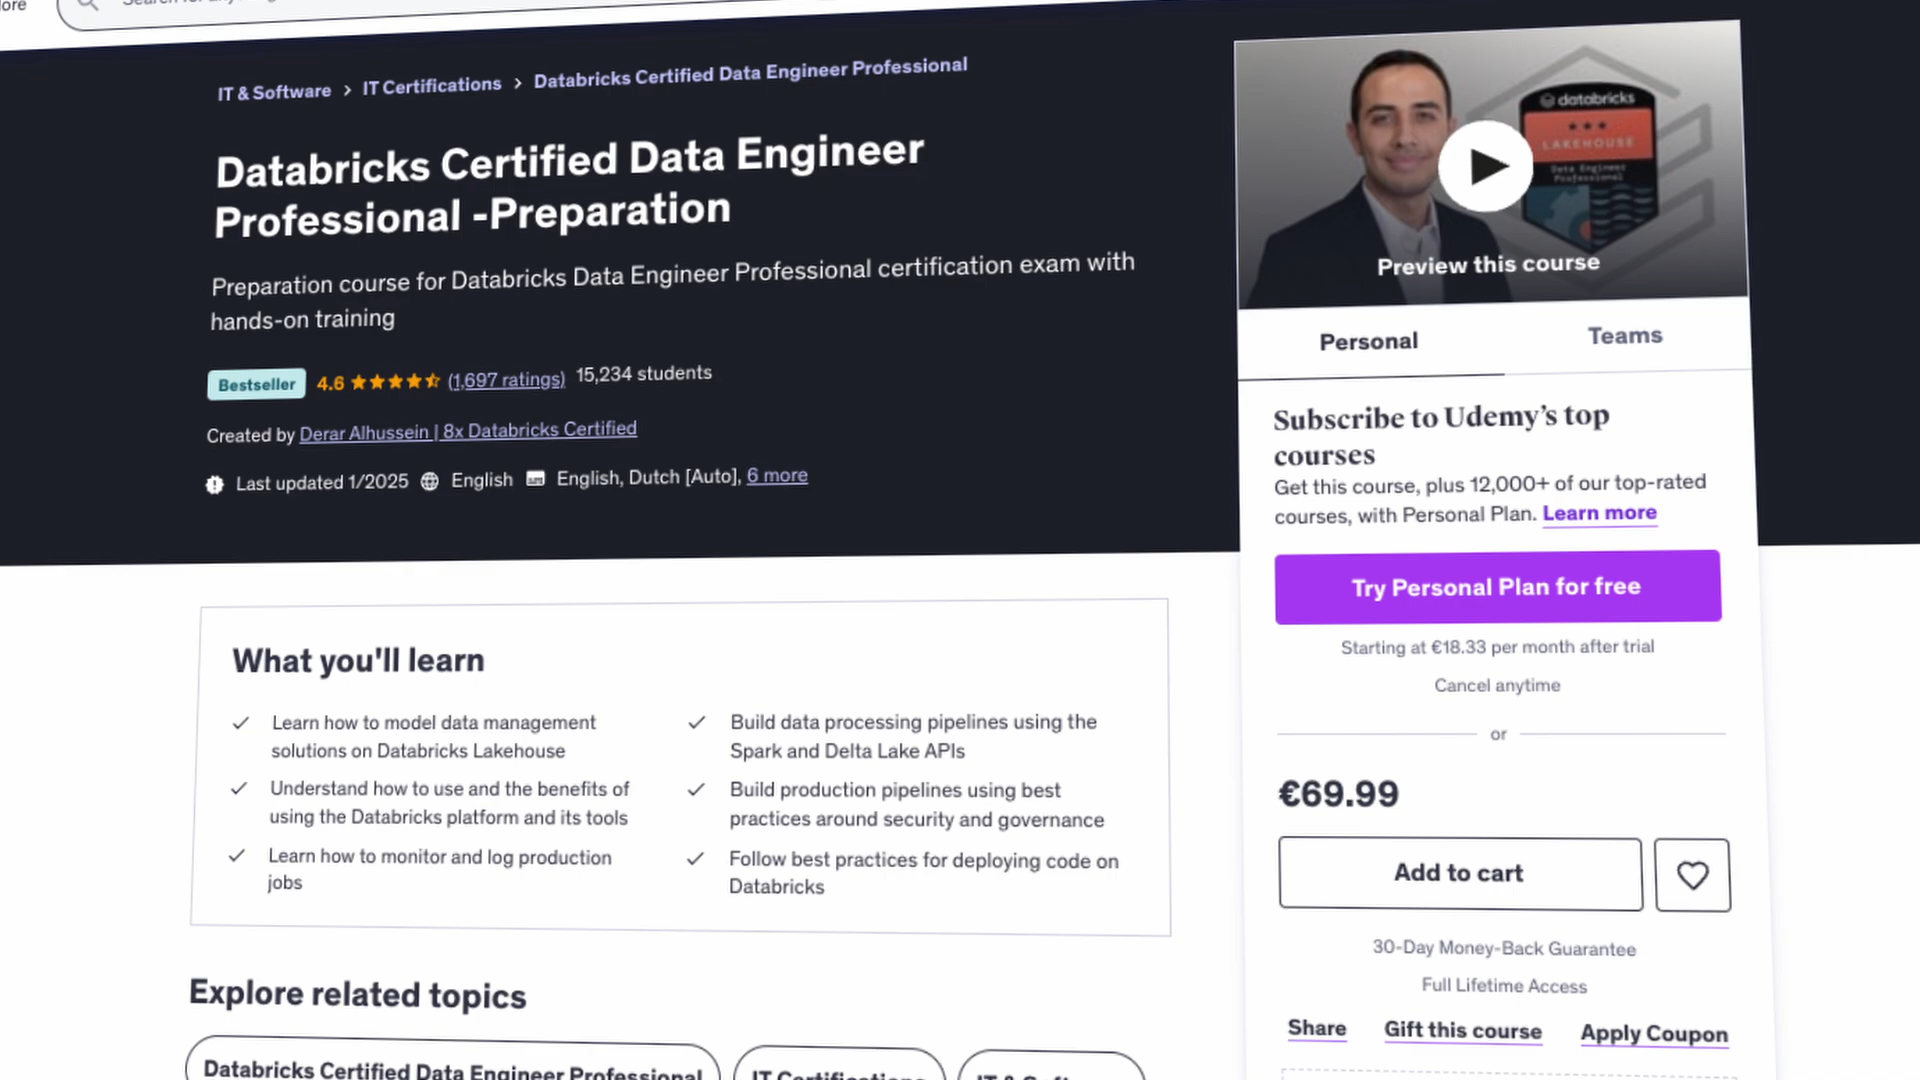 IT & Software > IT Certifications > Databricks Certified Data Engineer Professional
Databricks Certified Data Engineer
Professional -Preparation
Preparation course for Databricks Data Engineer Professional certification exam with
hands-on training
Bestseller 4.6 (1,697 ratings) 15,234 students
Created by Derar Alhussein | 8x Databricks Certified
Last updated 1/2025 English English, Dutch [Auto], 6 more
databricks
LAKEHOUSE
Data Engineer
Professional
Preview this course
Personal Teams
Subscribe to Udemy’s top
courses
Get this course, plus 12,000+ of our top-rated
courses, with Personal Plan. Learn more
Try Personal Plan for free
Starting at €18.33 per month after trial
Cancel anytime
or
€69.99
Add to cart
30-Day Money-Back Guarantee
Full Lifetime Access
Share Gift this course Apply Coupon
What you'll learn
Learn how to model data management
solutions on Databricks Lakehouse
Understand how to use and the benefits of
using the Databricks platform and its tools
Learn how to monitor and log production
jobs
Build data processing pipelines using the
Spark and Delta Lake APIs
Build production pipelines using best
practices around security and governance
Follow best practices for deploying code on
Databricks
Explore related topics
Databricks Certified Data Engineer Professional
IT Certifications
IT & Software